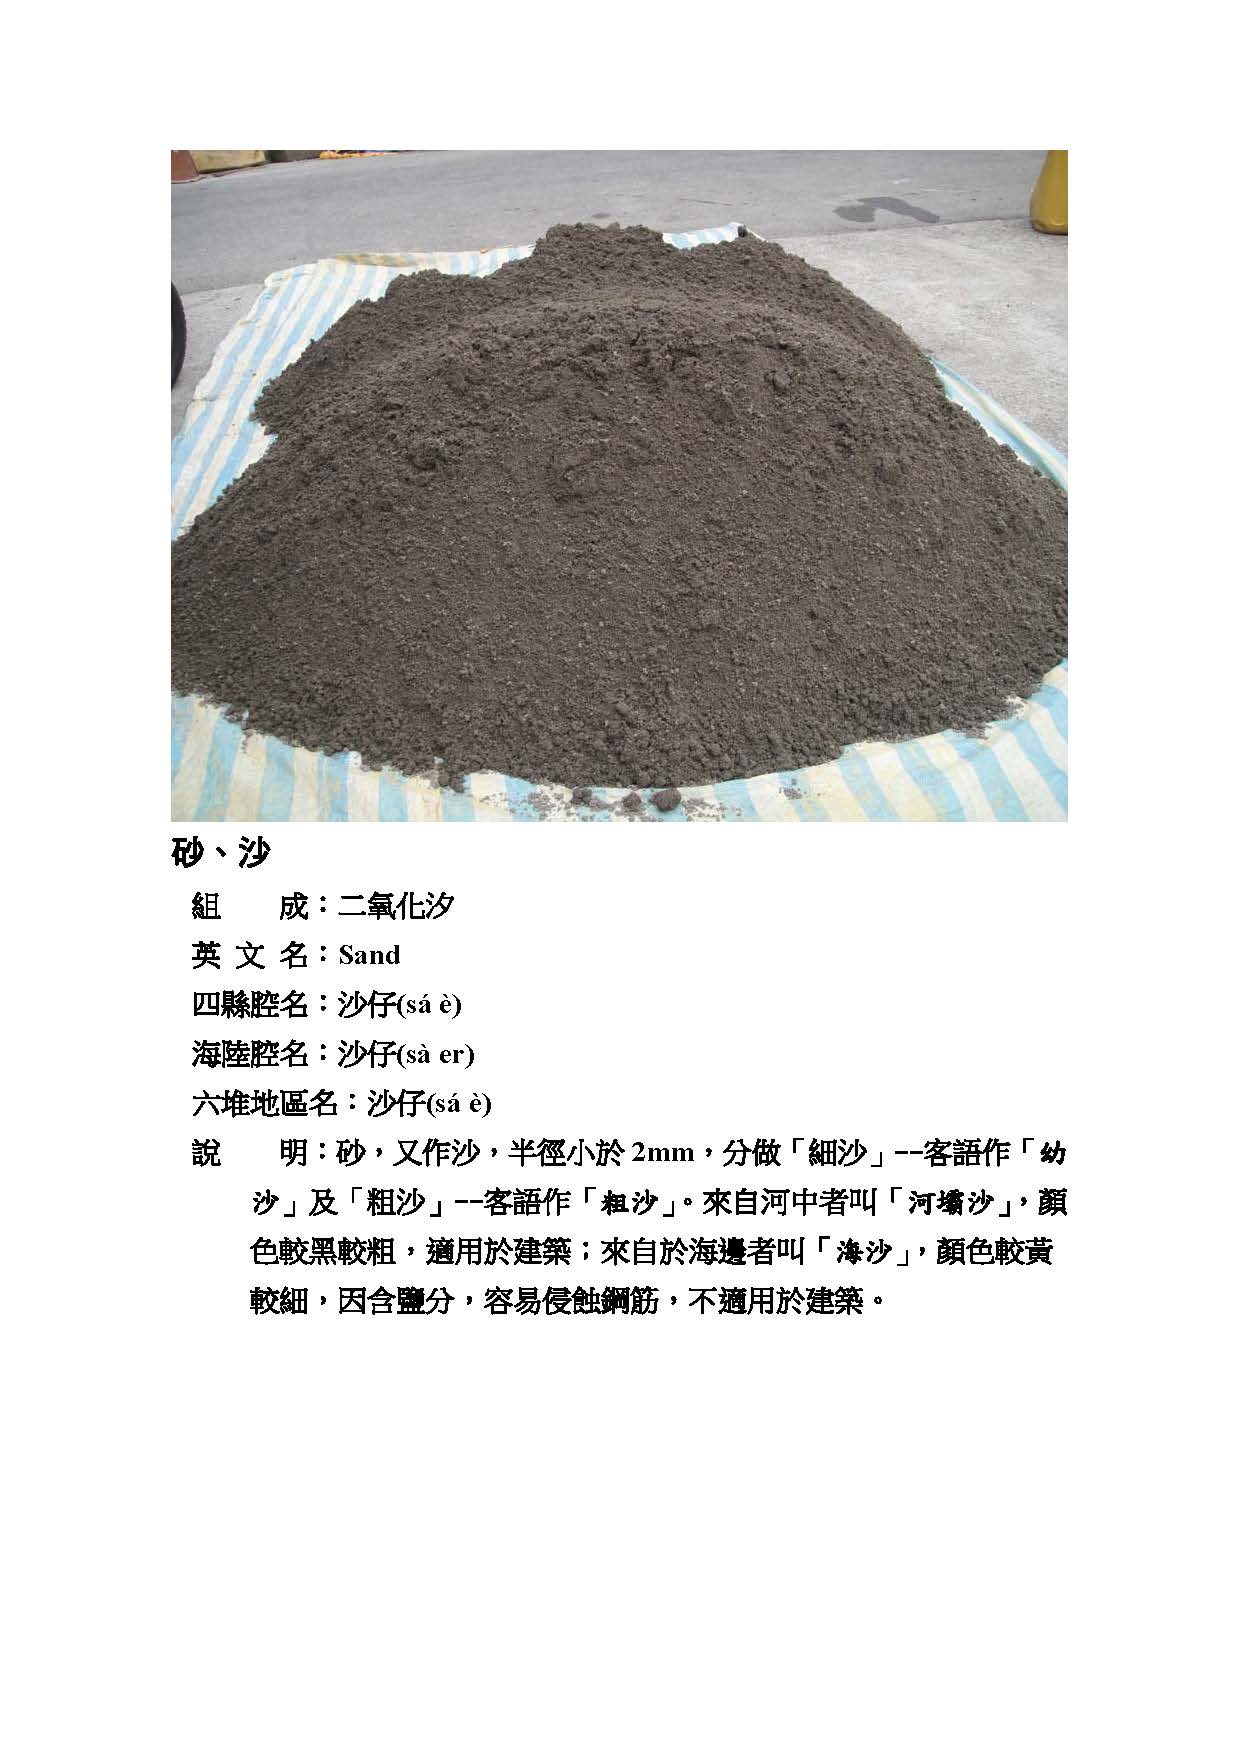 砂、沙
組　　成：二氧化汐
英 文 名：Sand
四縣腔名：沙仔(sá è)
海陸腔名：沙仔(sà er)
六堆地區名：沙仔(sá è)
說　　明：砂，又作沙，半徑小於 2mm，分做「細沙」--客語作「幼
沙」及「粗沙」--客語作「粗沙」。來自河中者叫「河壩沙」，顏
色較黑較粗，適用於建築；來自於海邊者叫「海沙」，顏色較黃
較細，因含鹽分，容易侵蝕鋼筋，不適用於建築。